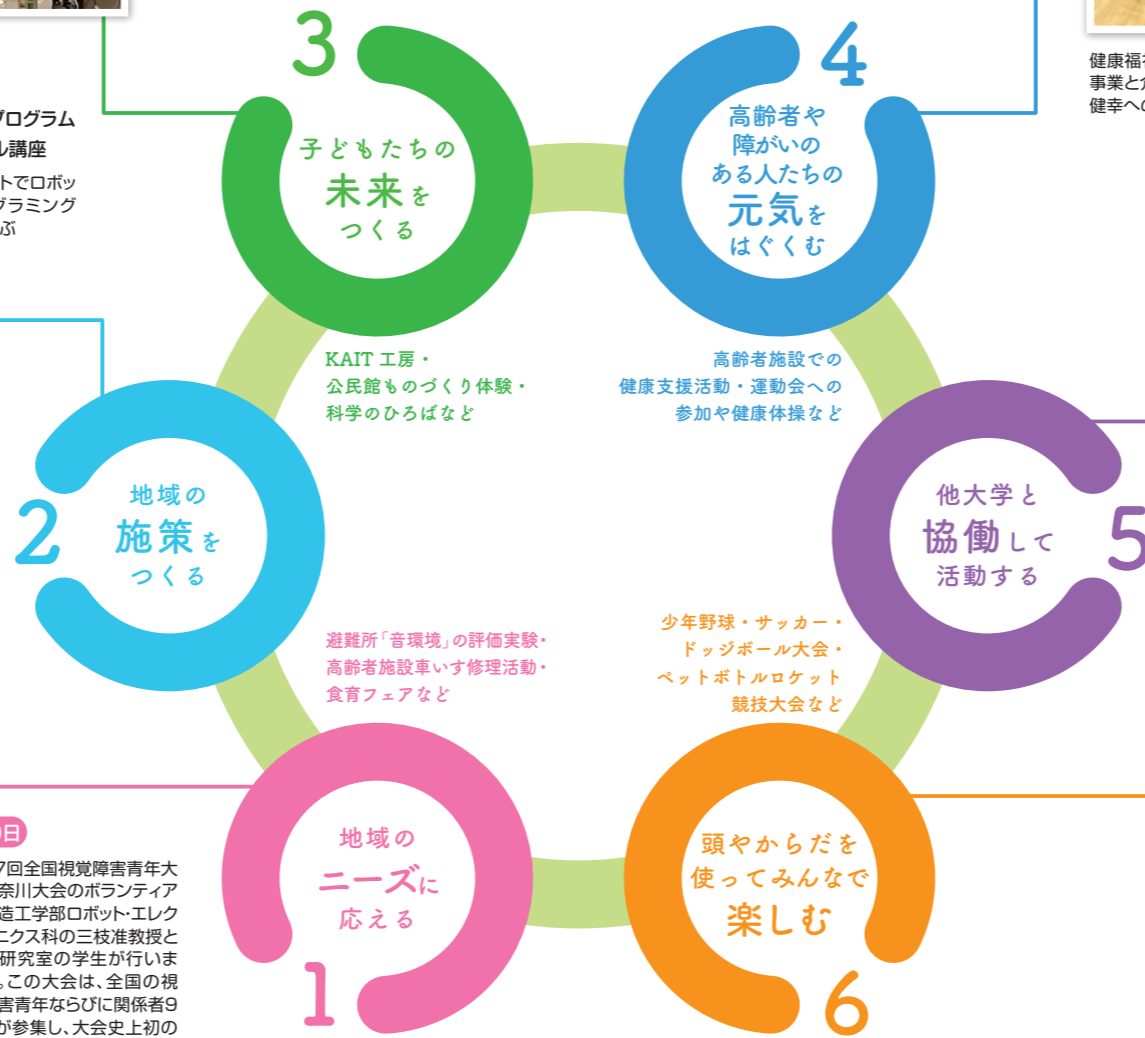 3
子どもたちの
未来を
つくる
KAIT 工房・
公民館ものづくり体験・
科学のひろばなど
4
高齢者や
障がいの
ある人たちの
元気を
はぐくむ
高齢者施設での
健康支援活動・運動会への
参加や健康体操など
健康福祉
事業と介
健幸への
プログラム
ル講座
トでロボッ
グラミング
ぶ
2
地域の
施策を
つくる
他大学と
協働して
活動する
5
避難所「音環境」の評価実験・
高齢者施設車いす修理活動・
食育フェアなど
少年野球・サッカー・
ドッジボール大会・
ペットボトルロケット
競技大会など
地域の
ニーズに
応える
1
頭やからだを
使ってみんなで
楽しむ
6
日
7回全国視覚障害青年大
奈川大会のボランティア
造工学部ロボット・エレク
ニクス科の三枝准教授と
研究室の学生が行いま
。この大会は、全国の視
害青年ならびに関係者9
が参集し、大会史上初の